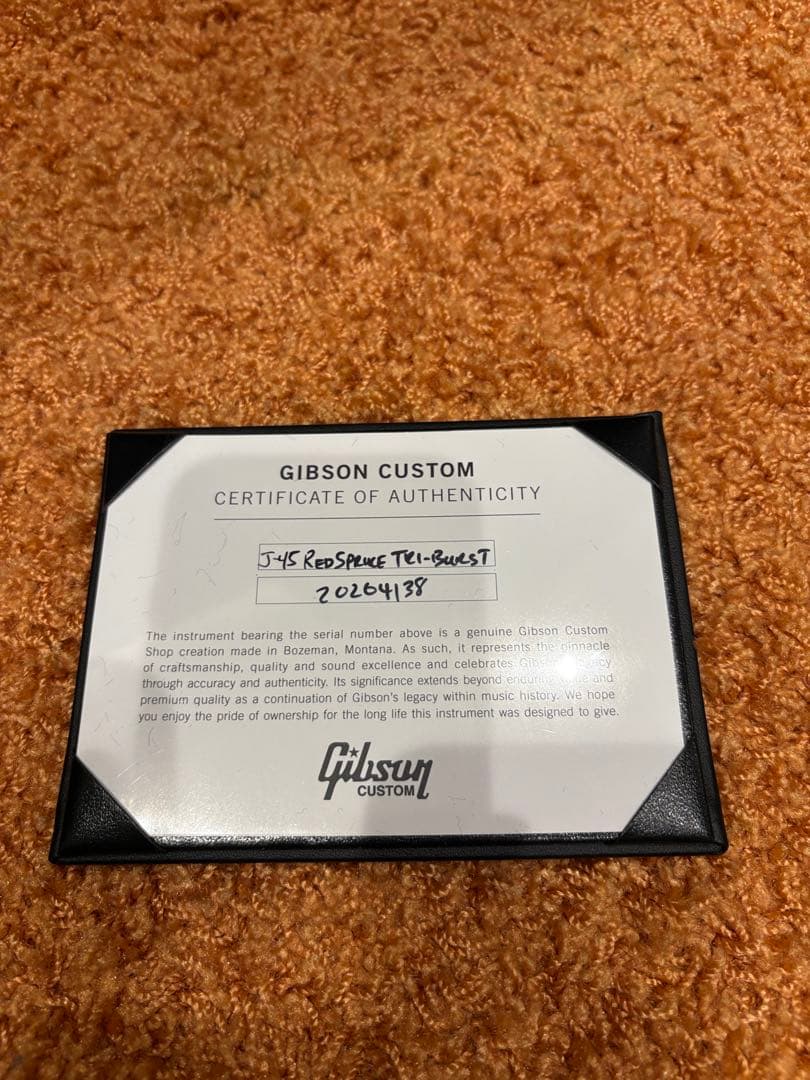 GIBSON CUSTOM
CERTIFICATE OF AUTHENTICITY
J-45 RED SPRUCE TRI-BURST
20264138
The instrument bearing the serial number above is a genuine Gibson Custom
Shop creation made in Bozeman, Montana. As such, it represents the pinnacle
of craftsmanship, quality and sound excellence and celebrates Gibson's legacy
through accuracy and authenticity. Its significance extends beyond enduring value and
premium quality as a continuation of Gibson's legacy within music history. We hope
you enjoy the pride of ownership for the long life this instrument was designed to give.
Gibson
CUSTOM